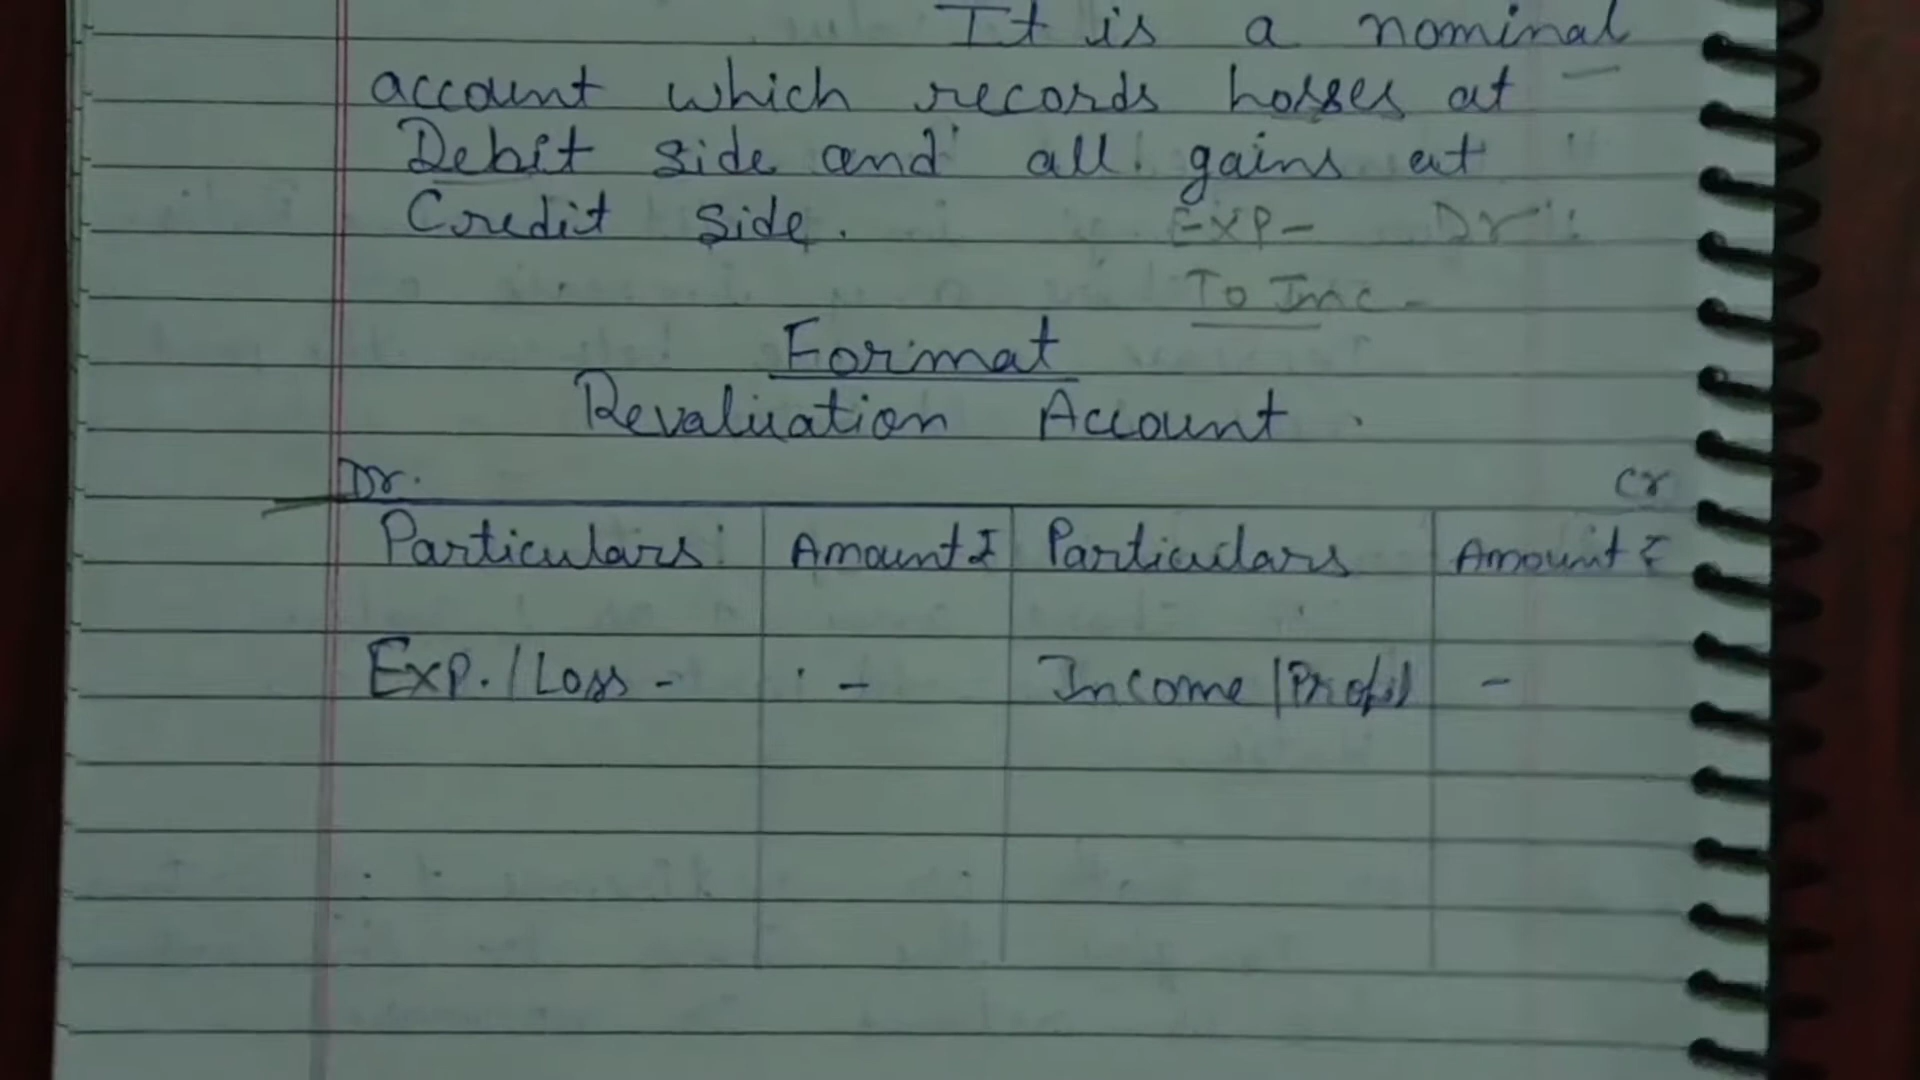 It is a nominal
account which records losses at
Debit side and all gains at
Credit side. Exp- Dr
To Inc-
Format
Revaluation Account
Dr. Cr
Particulars Amount ₹ Particulars Amount ₹
Exp./Loss - - Income/Profit -